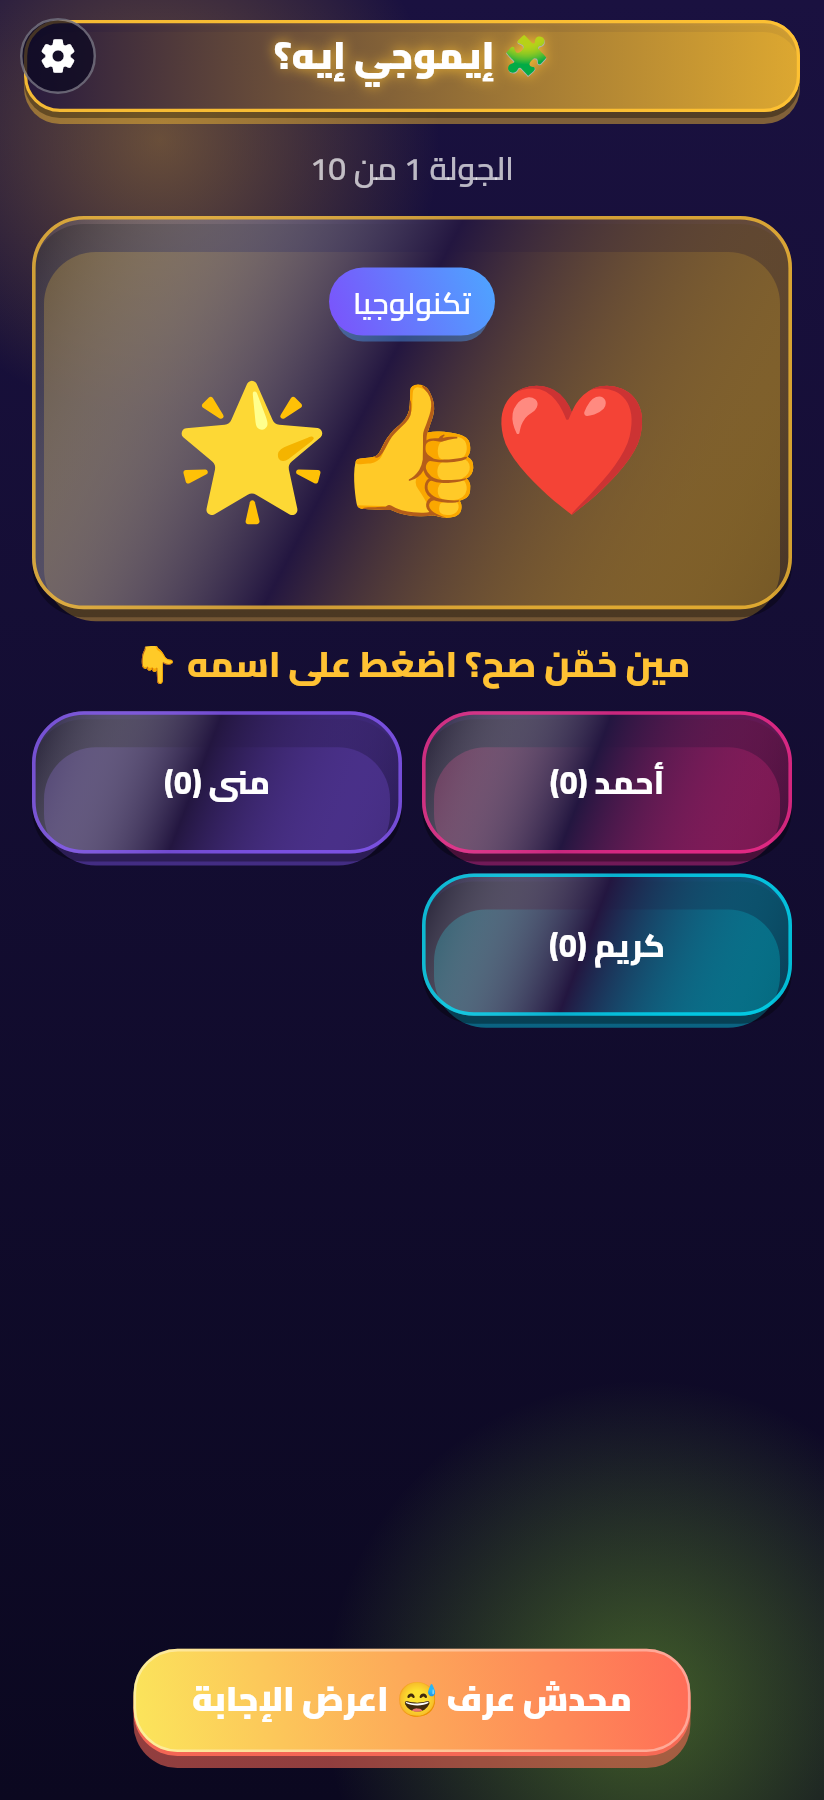 🧩 إيموجي إيه؟
الجولة 1 من 10
تكنولوجيا
❤️👍🌟
مين خمّن صح؟ اضغط على اسمه 👇
أحمد (0)
منى (0)
كريم (0)
محدش عرف 😅 اعرض الإجابة